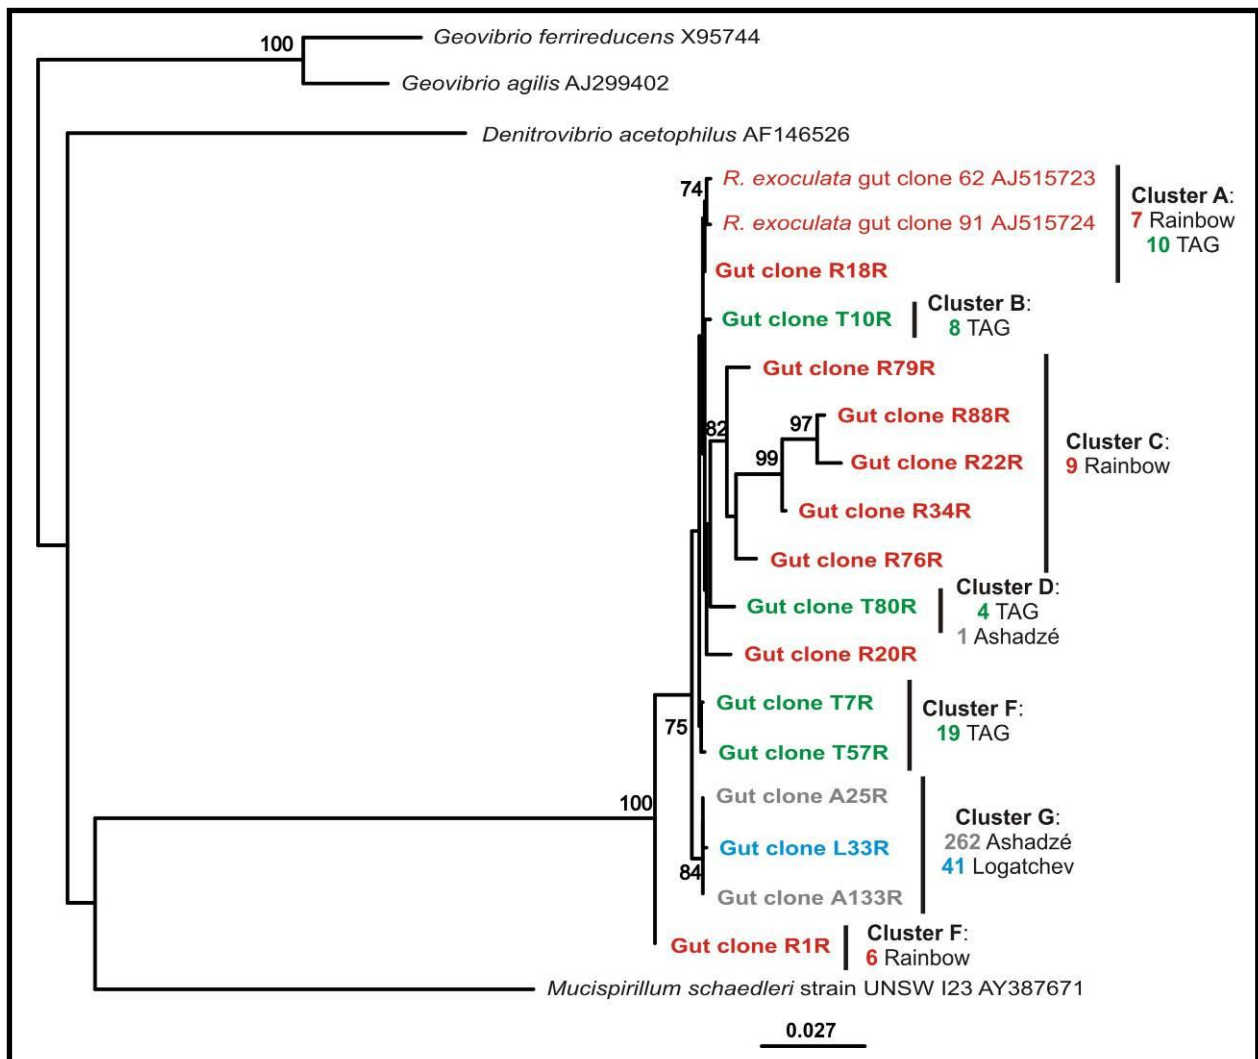 100
Geovibrio ferrireducens X95744
Geovibrio agilis AJ299402
Denitrovibrio acetophilus AF146526
74
R. exoculata gut clone 62 AJ515723
R. exoculata gut clone 91 AJ515724
Gut clone R18R
Cluster A:
7 Rainbow
10 TAG
Gut clone T10R
Cluster B:
8 TAG
Gut clone R79R
82
97
Gut clone R88R
Gut clone R22R
99
Gut clone R34R
Gut clone R76R
Cluster C:
9 Rainbow
Gut clone T80R
Cluster D:
4 TAG
1 Ashadzé
Gut clone R20R
Gut clone T7R
Gut clone T57R
Cluster F:
19 TAG
75
100
Gut clone A25R
Gut clone L33R
84
Gut clone A133R
Cluster G:
262 Ashadzé
41 Logatchev
Gut clone R1R
Cluster F:
6 Rainbow
Mucispirillum schaedleri strain UNSW I23 AY387671
0.027